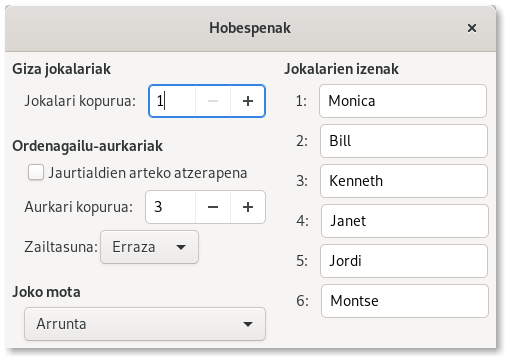 Hobespenak
Giza jokalariak
Jokalari kopurua: 1
Ordenagailu-aurkariak
Jaurtialdien arteko atzerapena
Aurkari kopurua: 3
Zailtasuna: Erraza
Joko mota
Arrunta
Jokalarien izenak
1: Monica
2: Bill
3: Kenneth
4: Janet
5: Jordi
6: Montse